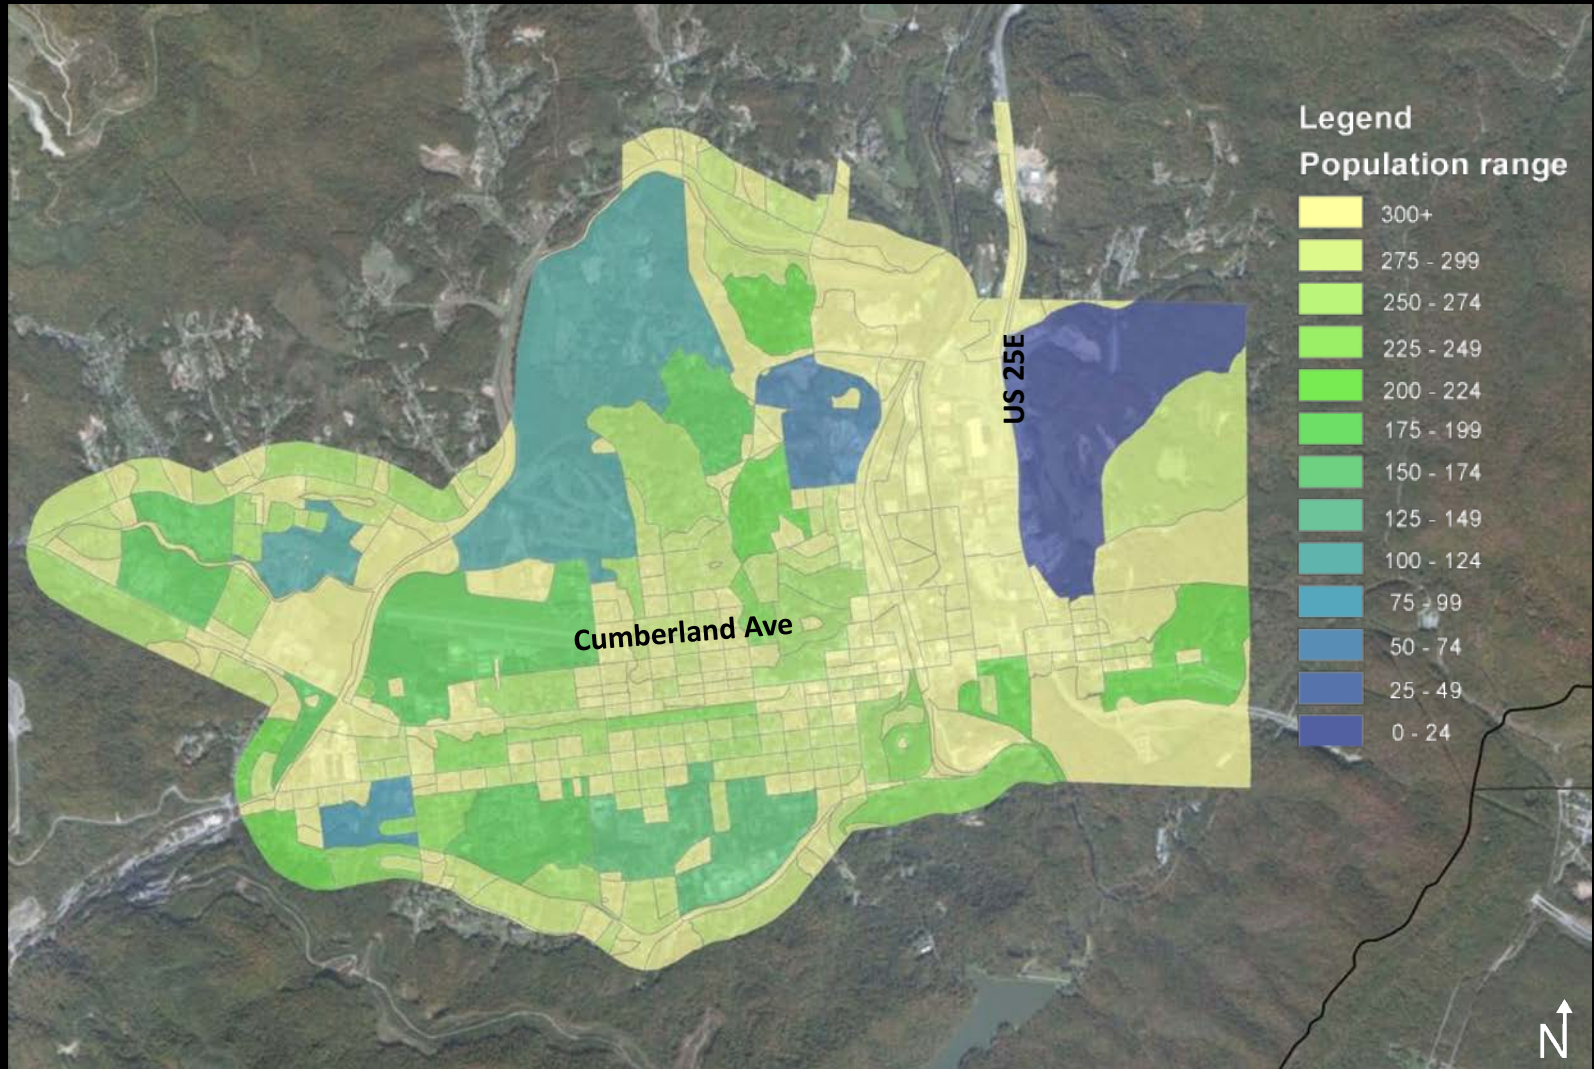 Legend
Population range
300+
275 - 299
250 - 274
225 - 249
200 - 224
175 - 199
150 - 174
125 - 149
100 - 124
75 - 99
50 - 74
25 - 49
0 - 24
US 25E
Cumberland Ave
N